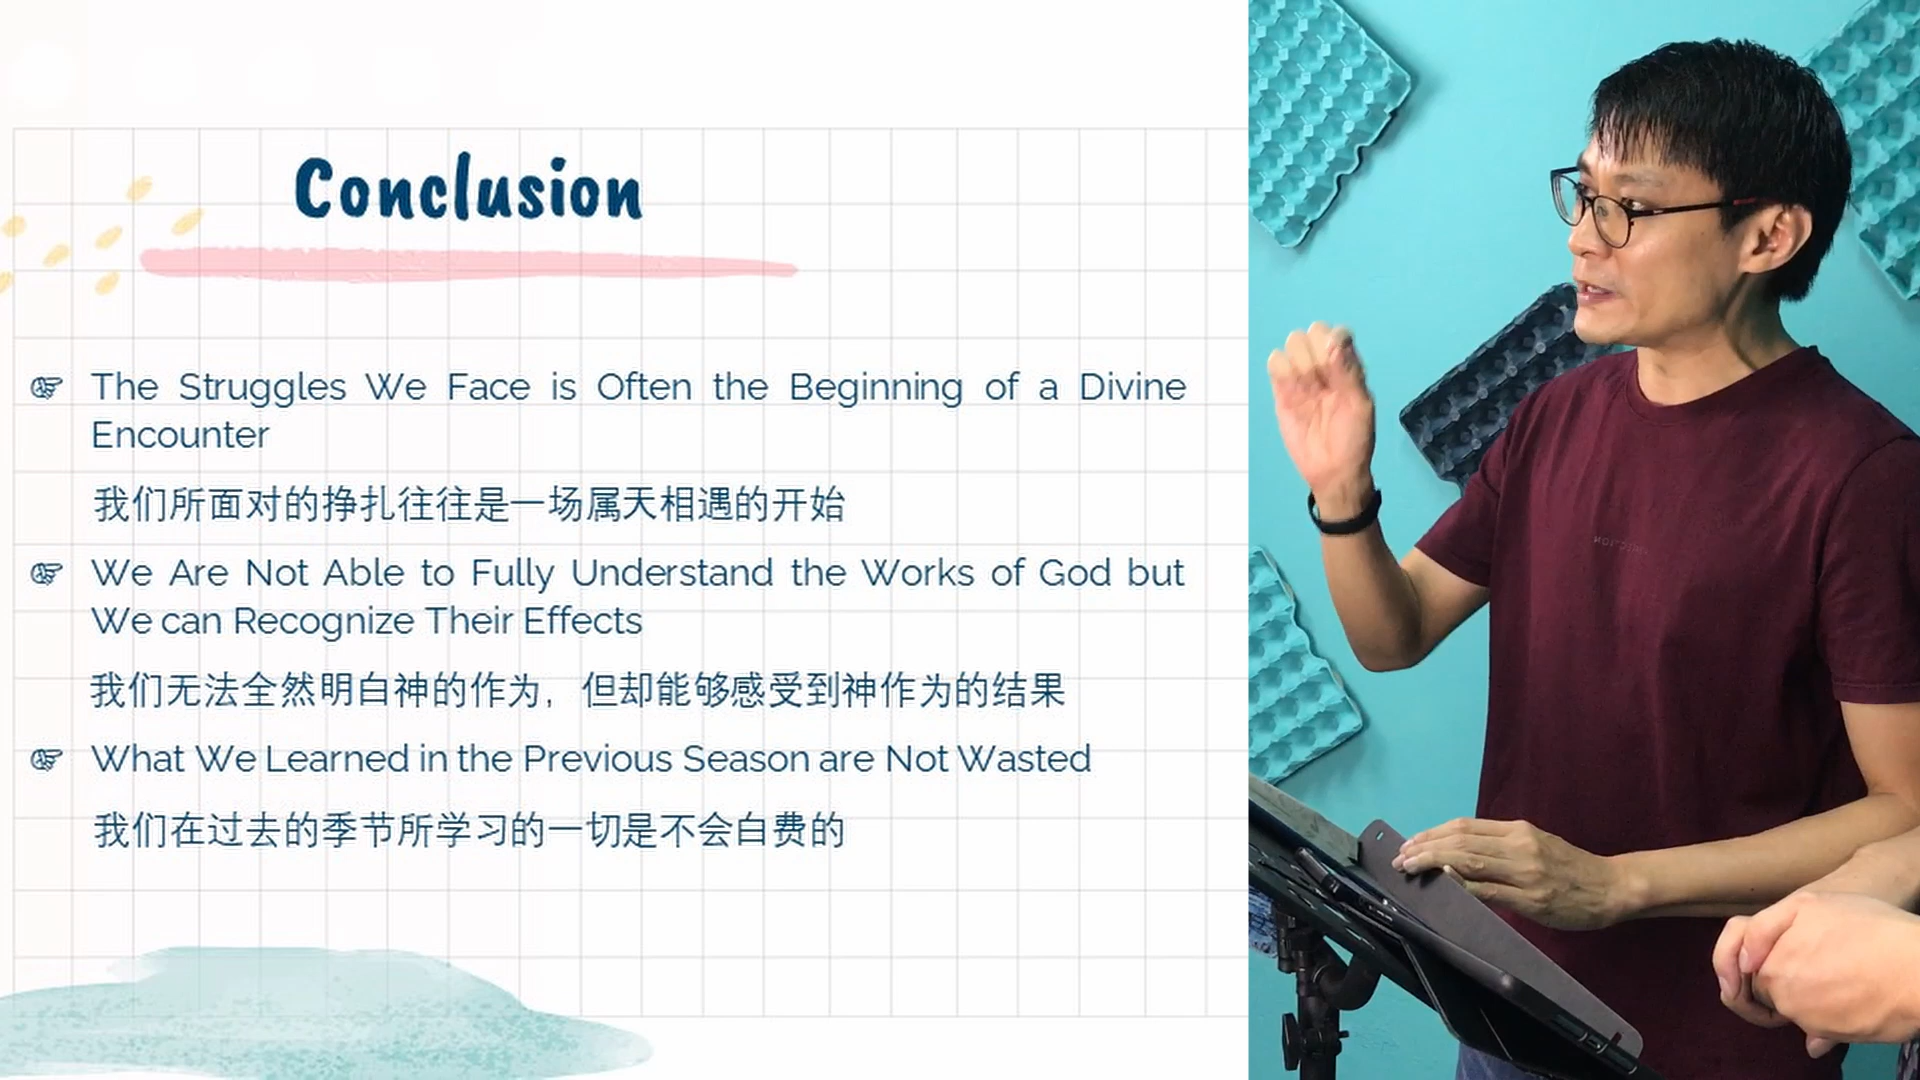 Conclusion
The Struggles We Face is Often the Beginning of a Divine
Encounter
我们所面对的挣扎往往是一场属天相遇的开始
We Are Not Able to Fully Understand the Works of God but
We can Recognize Their Effects
我们无法全然明白神的作为，但却能够感受到神作为的结果
What We Learned in the Previous Season are Not Wasted
我们在过去的季节所学习的一切是不会白费的